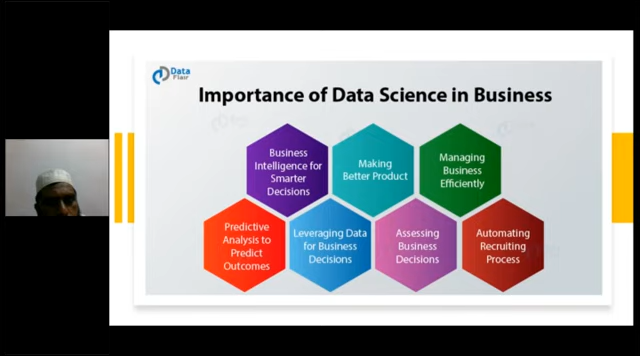 Data
Flair
Importance of Data Science in Business
Business
Intelligence for
Smarter
Decisions
Making
Better Product
Managing
Business
Efficiently
Predictive
Analysis to
Predict
Outcomes
Leveraging Data
for Business
Decisions
Assessing
Business
Decisions
Automating
Recruiting
Process